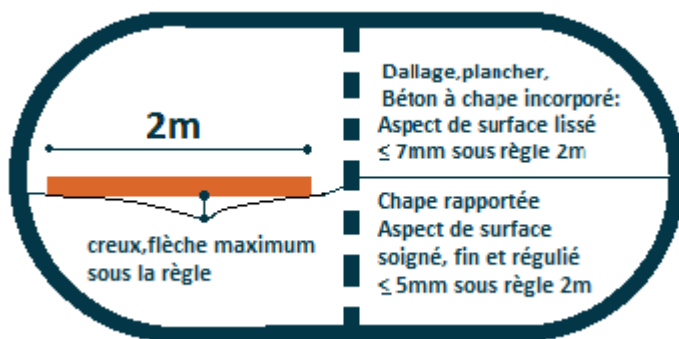 2m
creux,flèche maximum
sous la règle
Dallage,plancher,
Béton à chape incorporé:
Aspect de surface lissé
≤ 7mm sous règle 2m
Chape rapportée
Aspect de surface
soigné, fin et régulié
≤ 5mm sous règle 2m